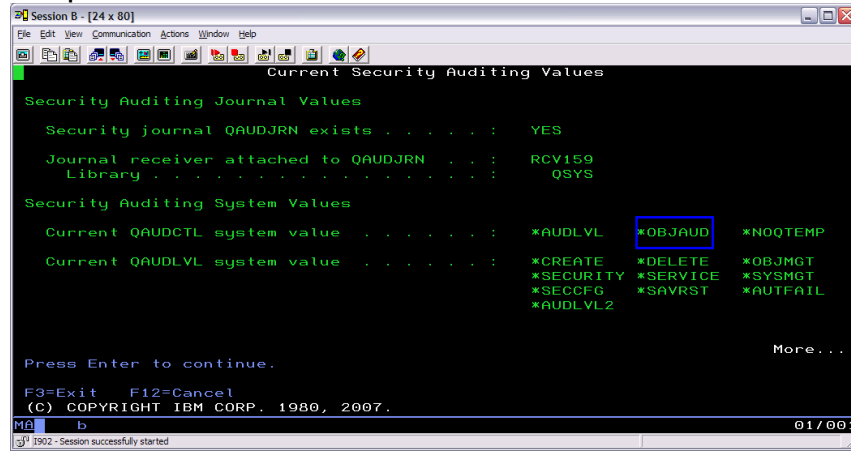 Session B - [24 x 80]
File Edit View Communication Actions Window Help
Current Security Auditing Values
Security Auditing Journal Values
Security journal QAUDJRN exists . . . . . : YES
Journal receiver attached to QAUDJRN . . : RCV159
Library . . . . . . . . . . . . . . . . : QSYS
Security Auditing System Values
Current QAUDCTL system value . . . . . . : *AUDLVL *OBJAUD *NOQTEMP
Current QAUDLVL system value . . . . . . : *CREATE *DELETE *OBJMGT
*SECURITY *SERVICE *SYSMGT
*SECCFG *SAVRST *AUTFAIL
*AUDLVL2
More...
Press Enter to continue.
F3=Exit F12=Cancel
(C) COPYRIGHT IBM CORP. 1980, 2007.
MA b 01/00
I902 - Session successfully started